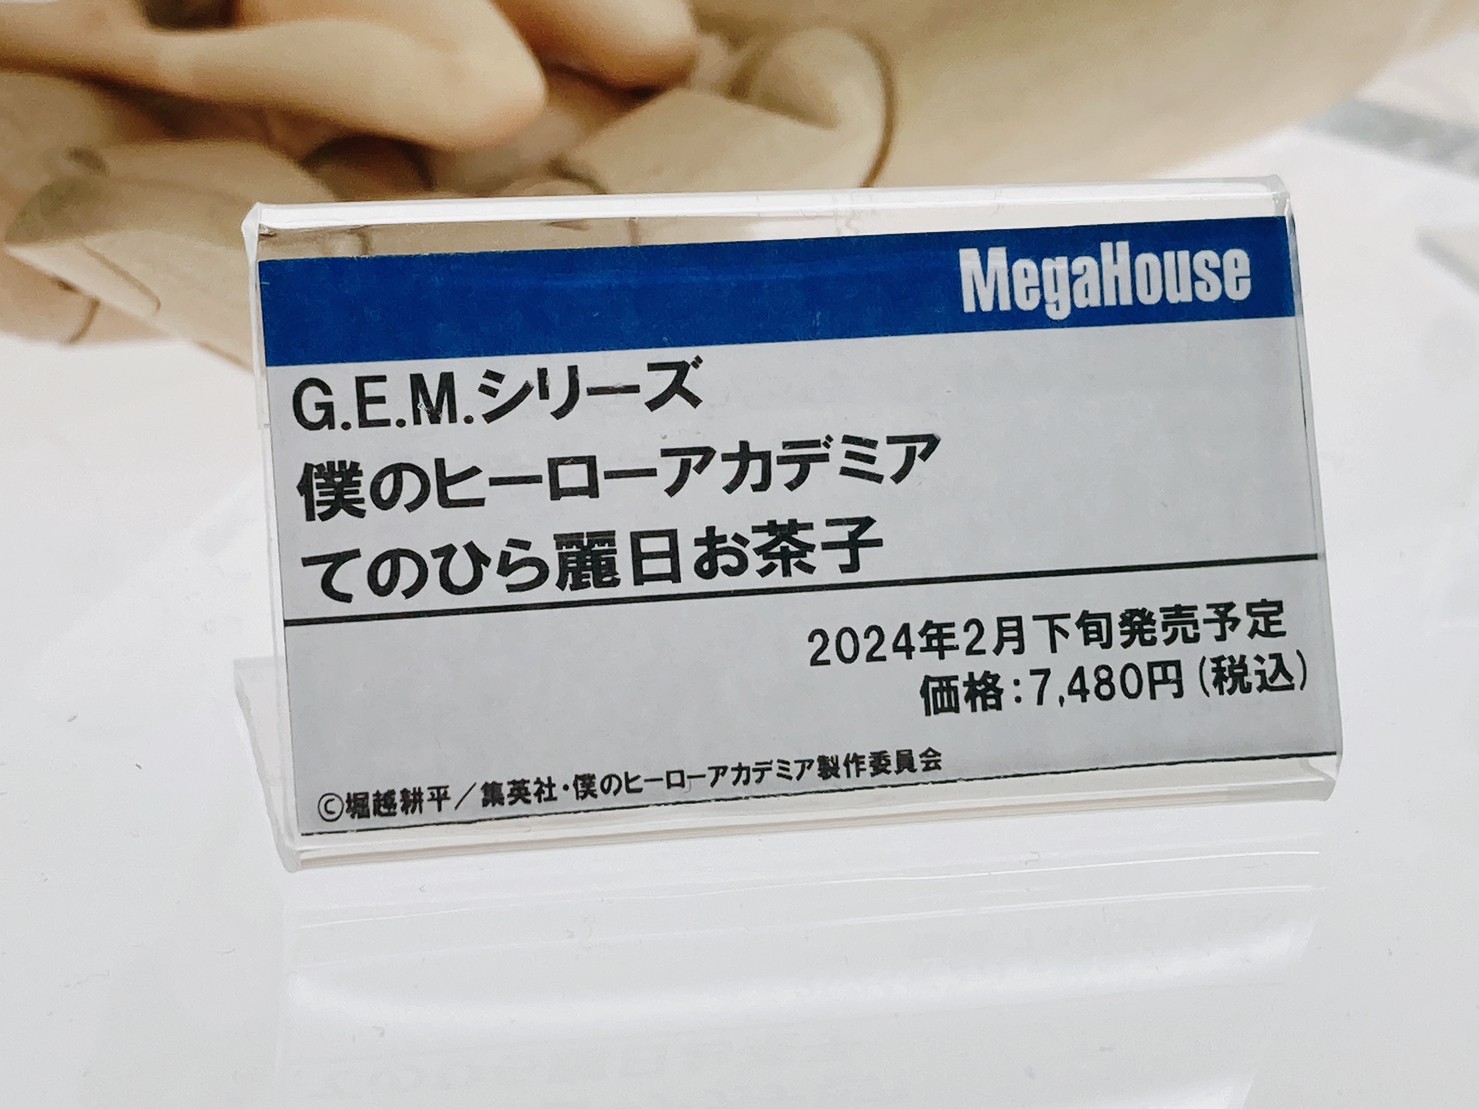 MegaHouse
G.E.M.シリーズ
僕のヒーローアカデミア
てのひら麗日お茶子
2024年2月下旬発売予定
価格：7,480円(税込)
©堀越耕平／集英社・僕のヒーローアカデミア製作委員会